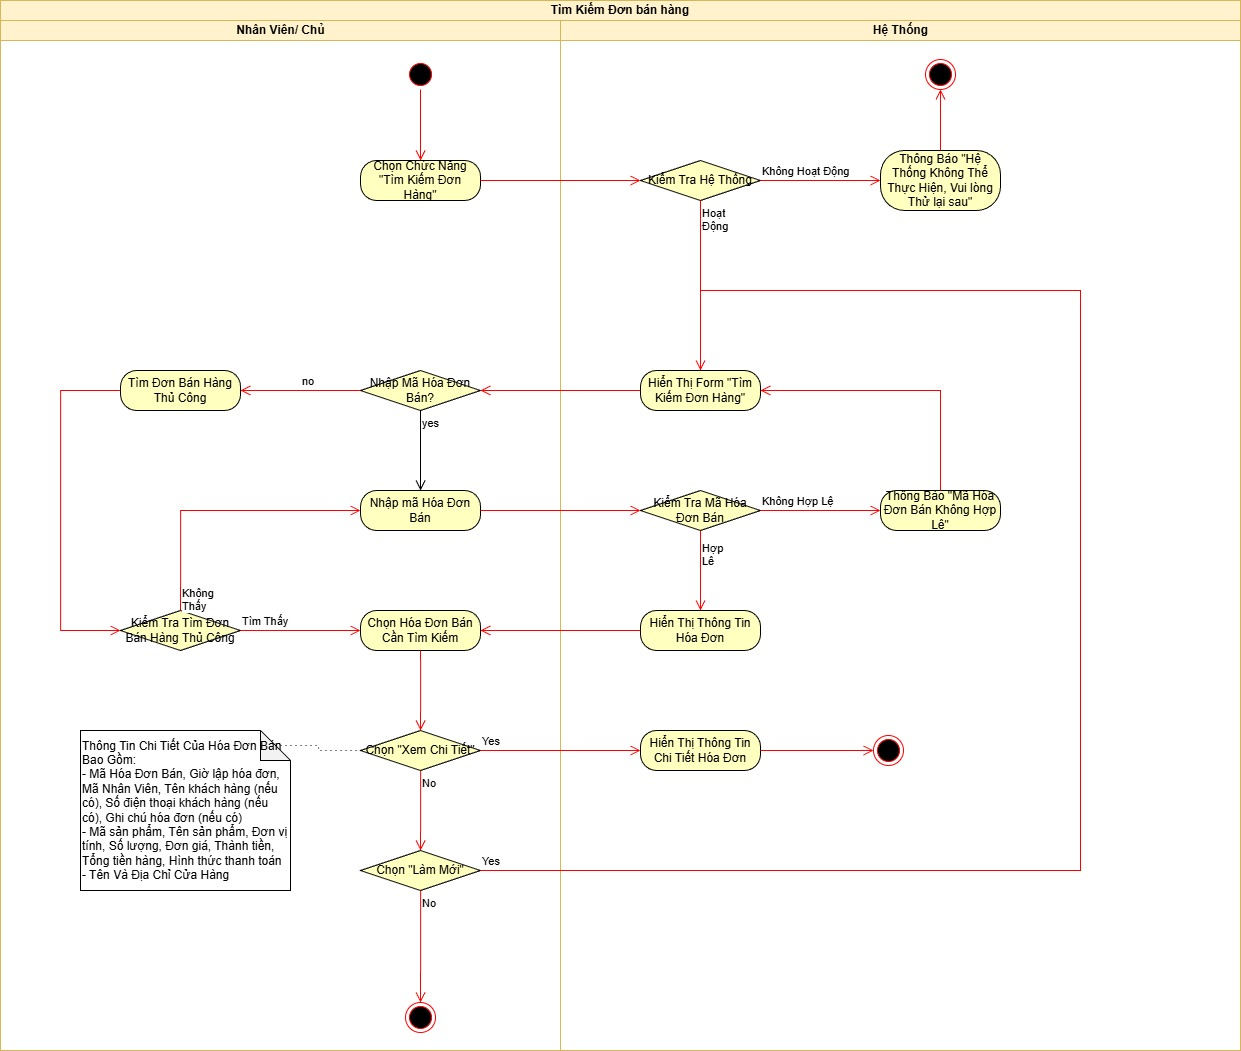 Tìm Kiếm Đơn bán hàng
Nhân Viên/ Chủ
Hệ Thống
Chọn Chức Năng
"Tìm Kiếm Đơn
Hàng"
Kiểm Tra Hệ Thống
Không Hoạt Động
Thông Báo "Hệ
Thống Không Thể
Thực Hiện, Vui lòng
Thử lại sau"
Hoạt
Động
Tìm Đơn Bán Hàng
Thủ Công
no
Nhập Mã Hóa Đơn
Bán?
yes
Hiển Thị Form "Tìm
Kiếm Đơn Hàng"
Nhập mã Hóa Đơn
Bán
Kiểm Tra Mã Hóa
Đơn Bán
Không Hợp Lệ
Thông Báo "Mã Hóa
Đơn Bán Không Hợp
Lệ"
Hợp
Lê
Không
Thấy
Kiểm Tra Tìm Đơn
Bán Hàng Thủ Công
Tìm Thấy
Chọn Hóa Đơn Bán
Cần Tìm Kiếm
Hiển Thị Thông Tin
Hóa Đơn
Thông Tin Chi Tiết Của Hóa Đơn Bán
Bao Gồm:
- Mã Hóa Đơn Bán, Giờ lập hóa đơn,
Mã Nhân Viên, Tên khách hàng (nếu
có), Số điện thoại khách hàng (nếu
có), Ghi chú hóa đơn (nếu có)
- Mã sản phẩm, Tên sản phẩm, Đơn vị
tính, Số lượng, Đơn giá, Thành tiền,
Tổng tiền hàng, Hình thức thanh toán
- Tên Và Địa Chỉ Cửa Hàng
Chọn "Xem Chi Tiết"
Yes
Hiển Thị Thông Tin
Chi Tiết Hóa Đơn
No
Chọn "Làm Mới"
Yes
No